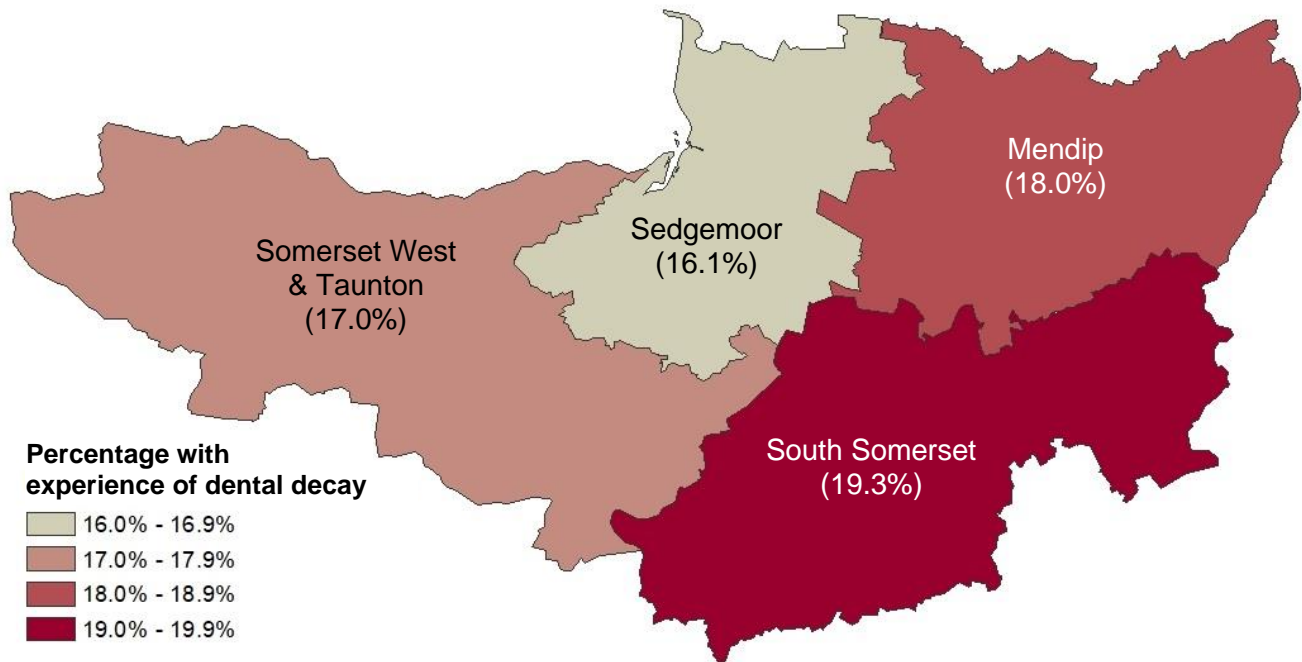 Mendip
(18.0%)
Sedgemoor
(16.1%)
Somerset West
& Taunton
(17.0%)
South Somerset
(19.3%)
Percentage with
experience of dental decay
16.0% - 16.9%
17.0% - 17.9%
18.0% - 18.9%
19.0% - 19.9%